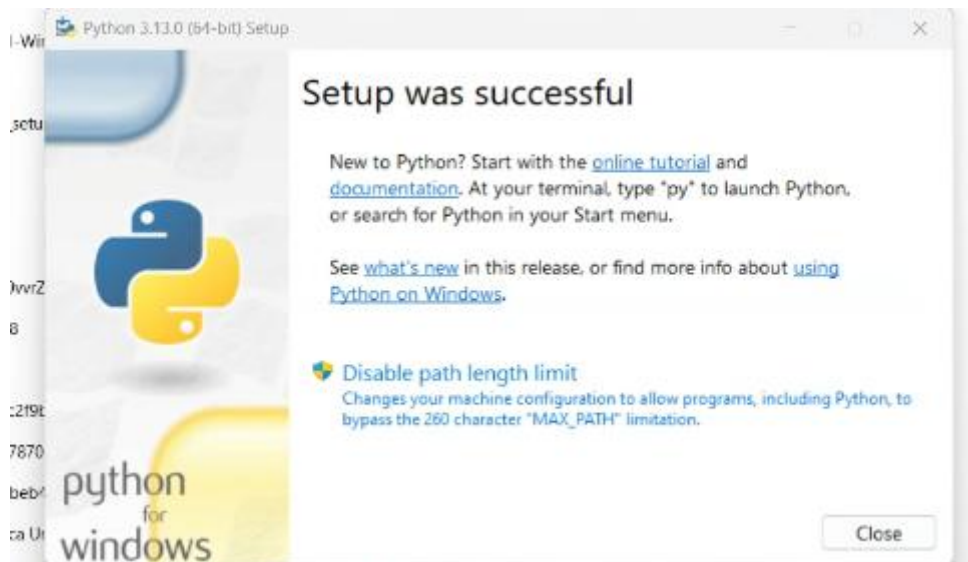 Python 3.13.0 (64-bit) Setup
Setup was successful
New to Python? Start with the online tutorial and
documentation. At your terminal, type "py" to launch Python,
or search for Python in your Start menu.
See what's new in this release, or find more info about using
Python on Windows.
Disable path length limit
Changes your machine configuration to allow programs, including Python, to
bypass the 260 character "MAX_PATH" limitation.
python
for
windows
Close